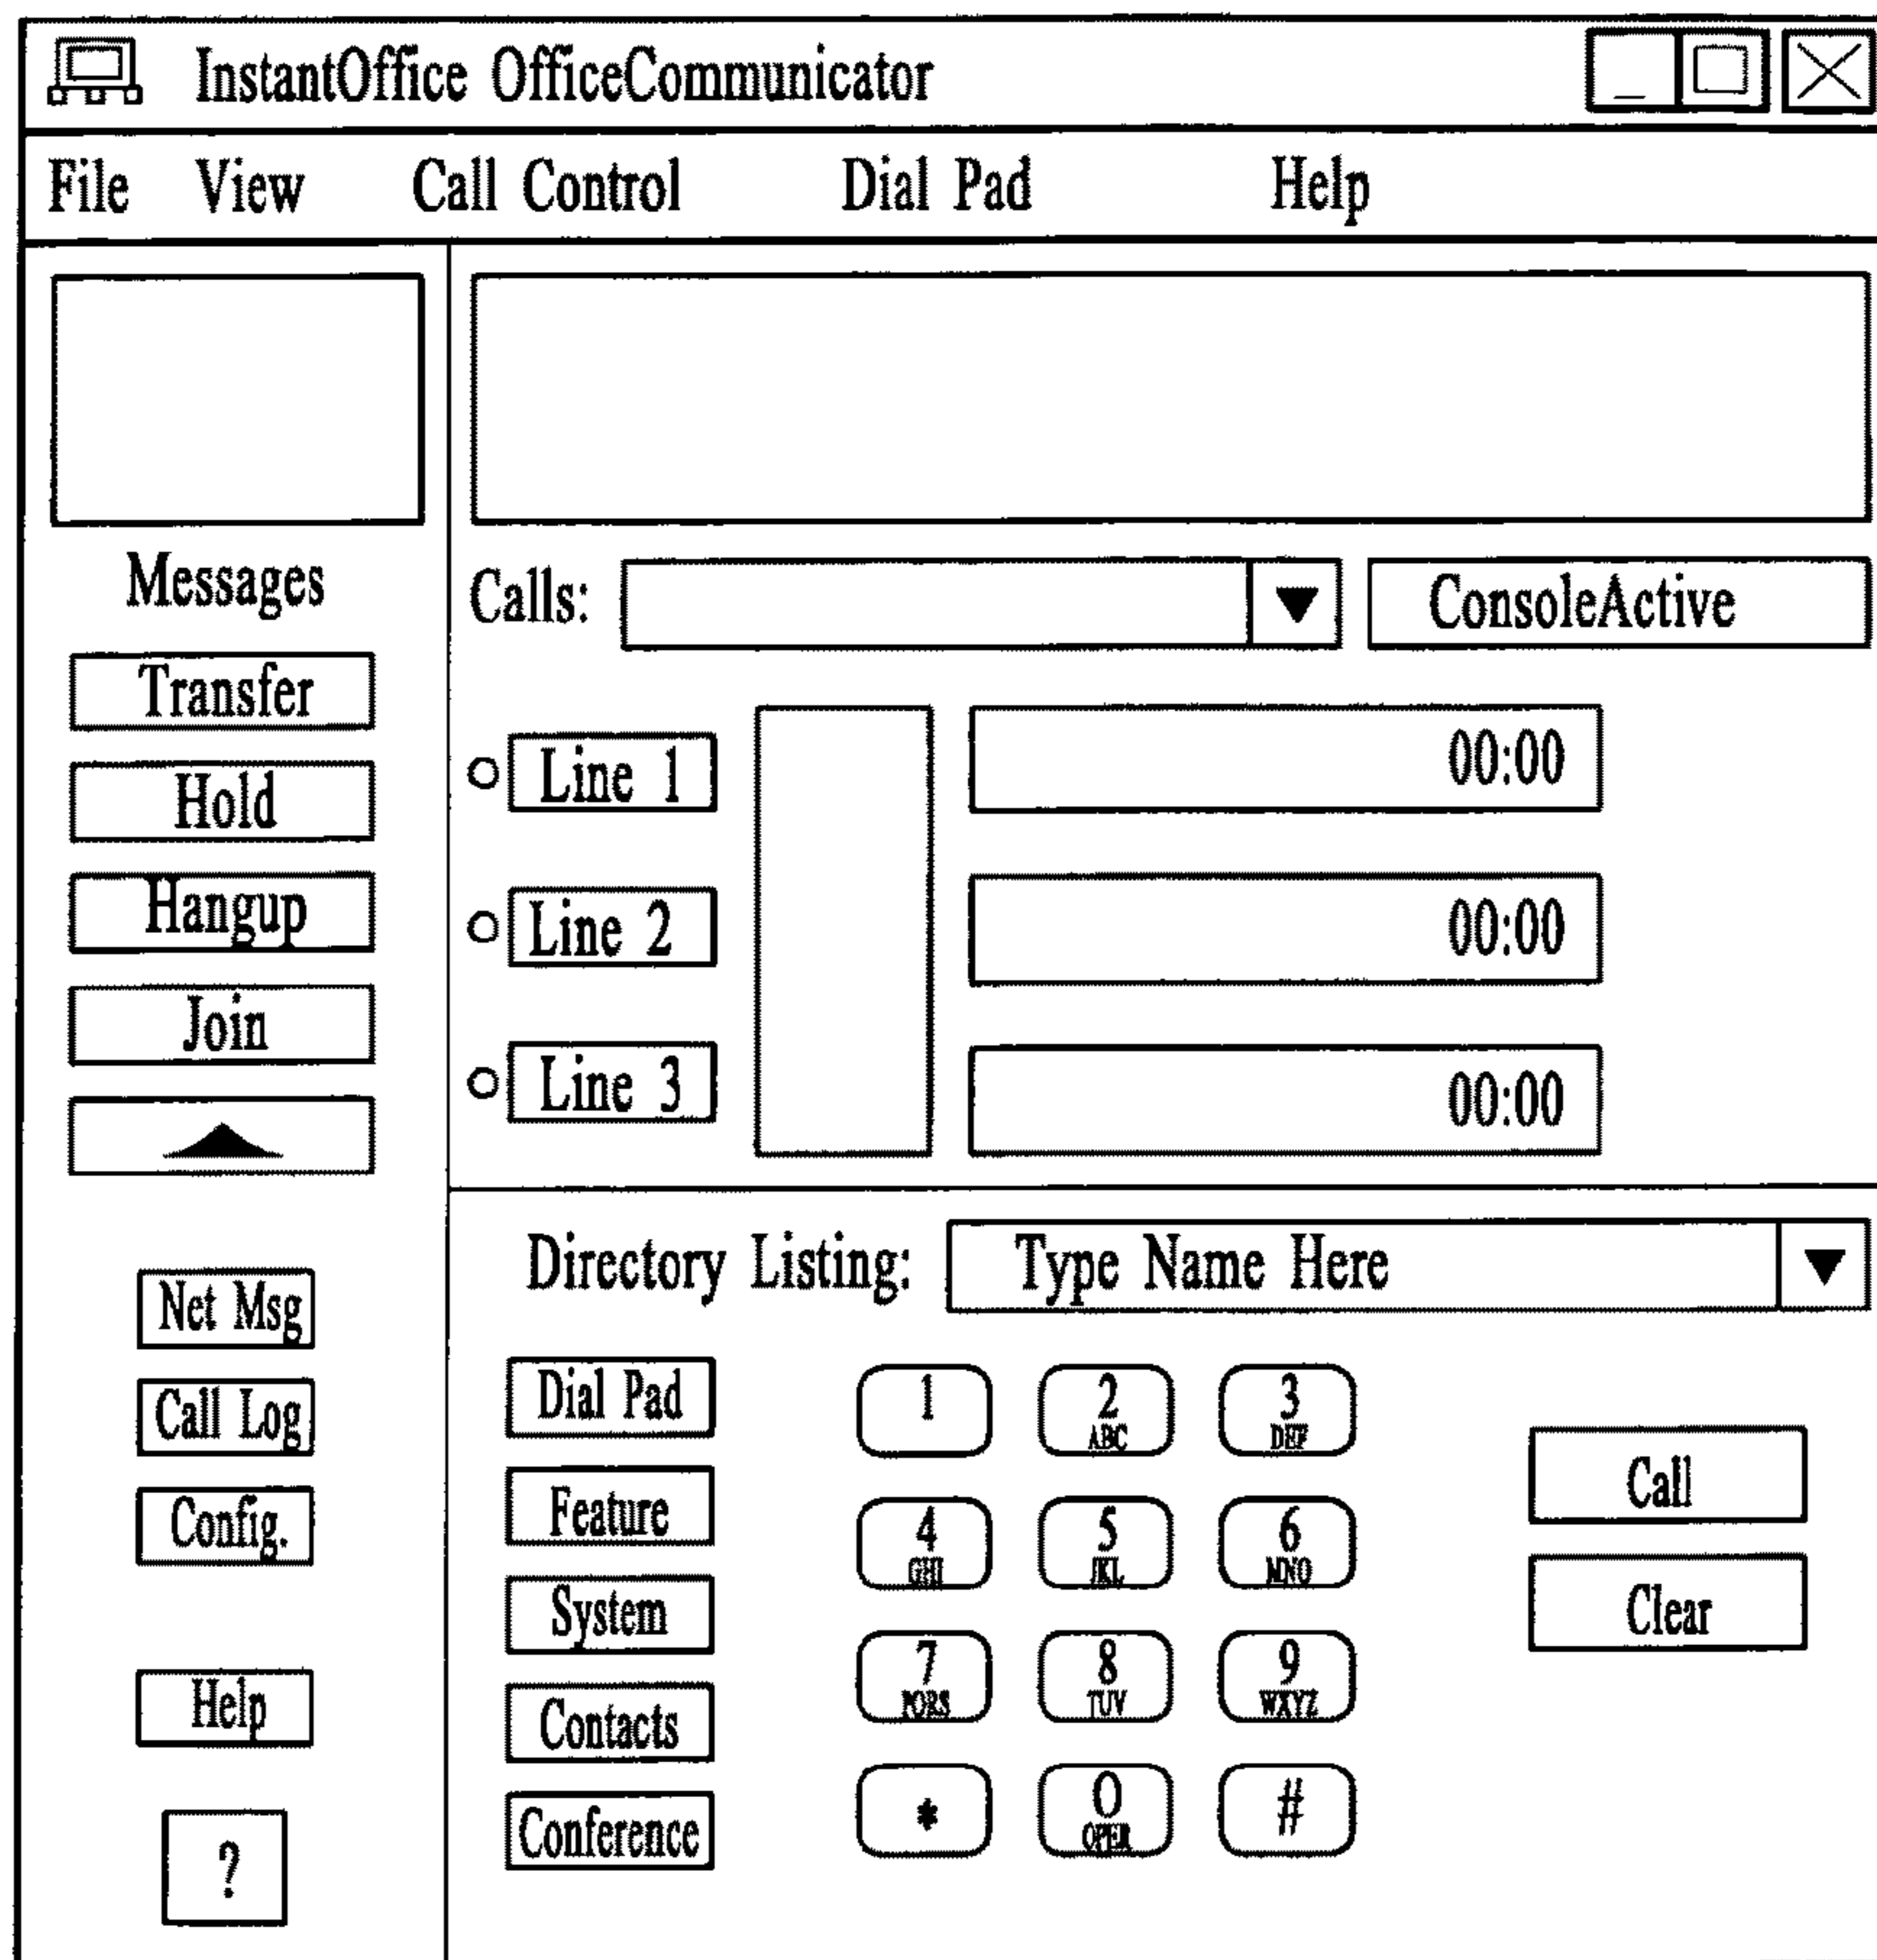 InstantOffice OfficeCommunicator
File View Call Control Dial Pad Help
Messages
Transfer
Hold
Hangup
Join
Net Msg
Call Log
Config.
Help
?
Calls:
ConsoleActive
Line 1 00:00
Line 2 00:00
Line 3 00:00
Directory Listing: Type Name Here
Dial Pad
Feature
System
Contacts
Conference
1 2 3
ABC DEF
4 5 6
GHI JKL MNO
7 8 9
PQRS TUV WXYZ
* 0 #
OPER
Call
Clear